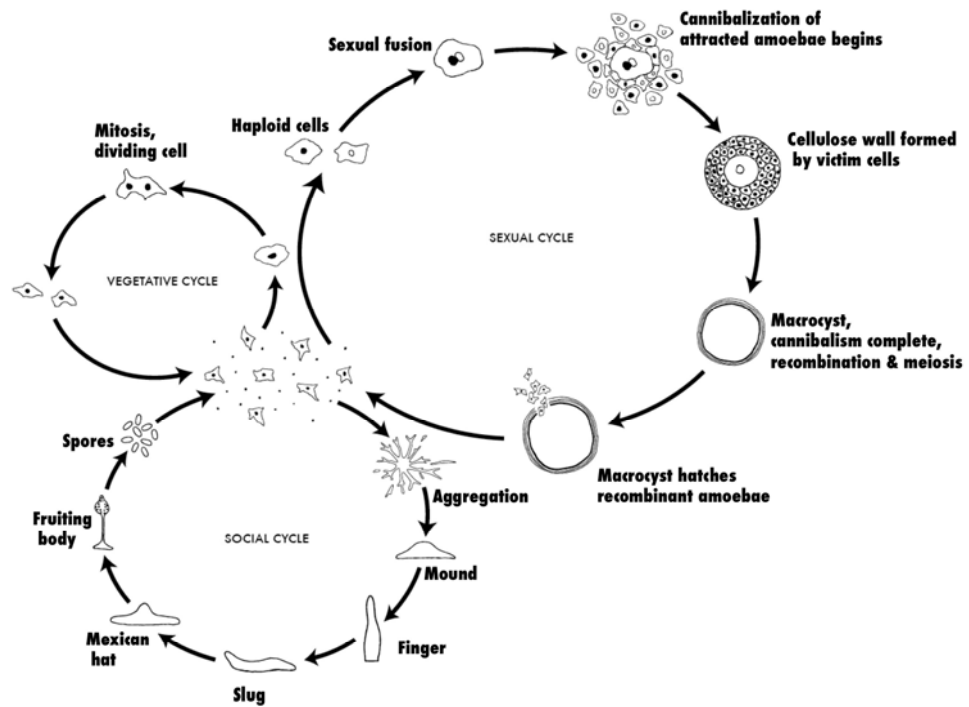 Cannibalization of
attracted amoebae begins
Sexual fusion
Haploid cells
Mitosis,
dividing cell
Cellulose wall formed
by victim cells
SEXUAL CYCLE
VEGETATIVE CYCLE
Macrocyst,
cannibalism complete,
recombination & meiosis
Macrocyst hatches
recombinant amoebae
Spores
Aggregation
Fruiting
body
SOCIAL CYCLE
Mound
Mexican
hat
Finger
Slug